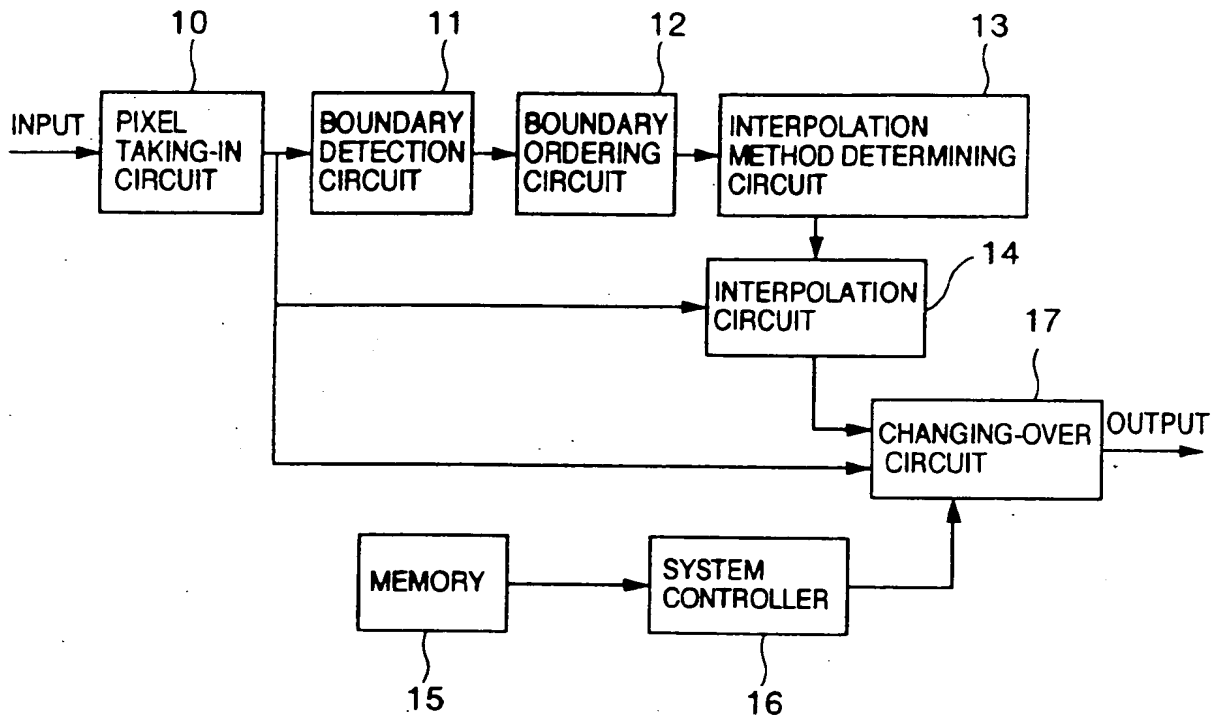 10
11
12
13
INPUT
PIXEL
TAKING-IN
CIRCUIT
BOUNDARY
DETECTION
CIRCUIT
BOUNDARY
ORDERING
CIRCUIT
INTERPOLATION
METHOD DETERMINING
CIRCUIT
14
INTERPOLATION
CIRCUIT
17
CHANGING-OVER
CIRCUIT
OUTPUT
MEMORY
SYSTEM
CONTROLLER
15
16